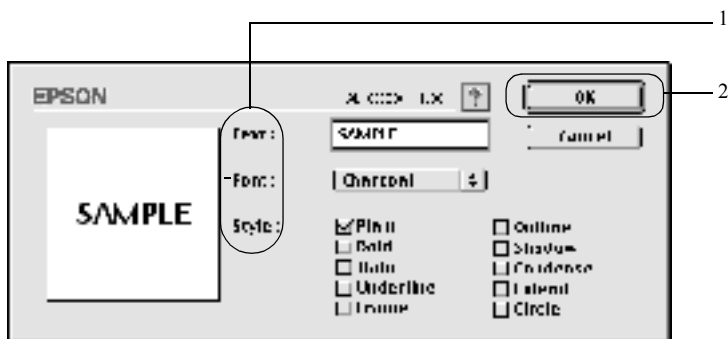 1
EPSON
OK
2
Text:
SAMPLE
Cancel
Font:
Charcoal
SAMPLE
Style:
Plain
Outline
Bold
Shadow
Italic
Condense
Underline
Extend
Frame
Circle